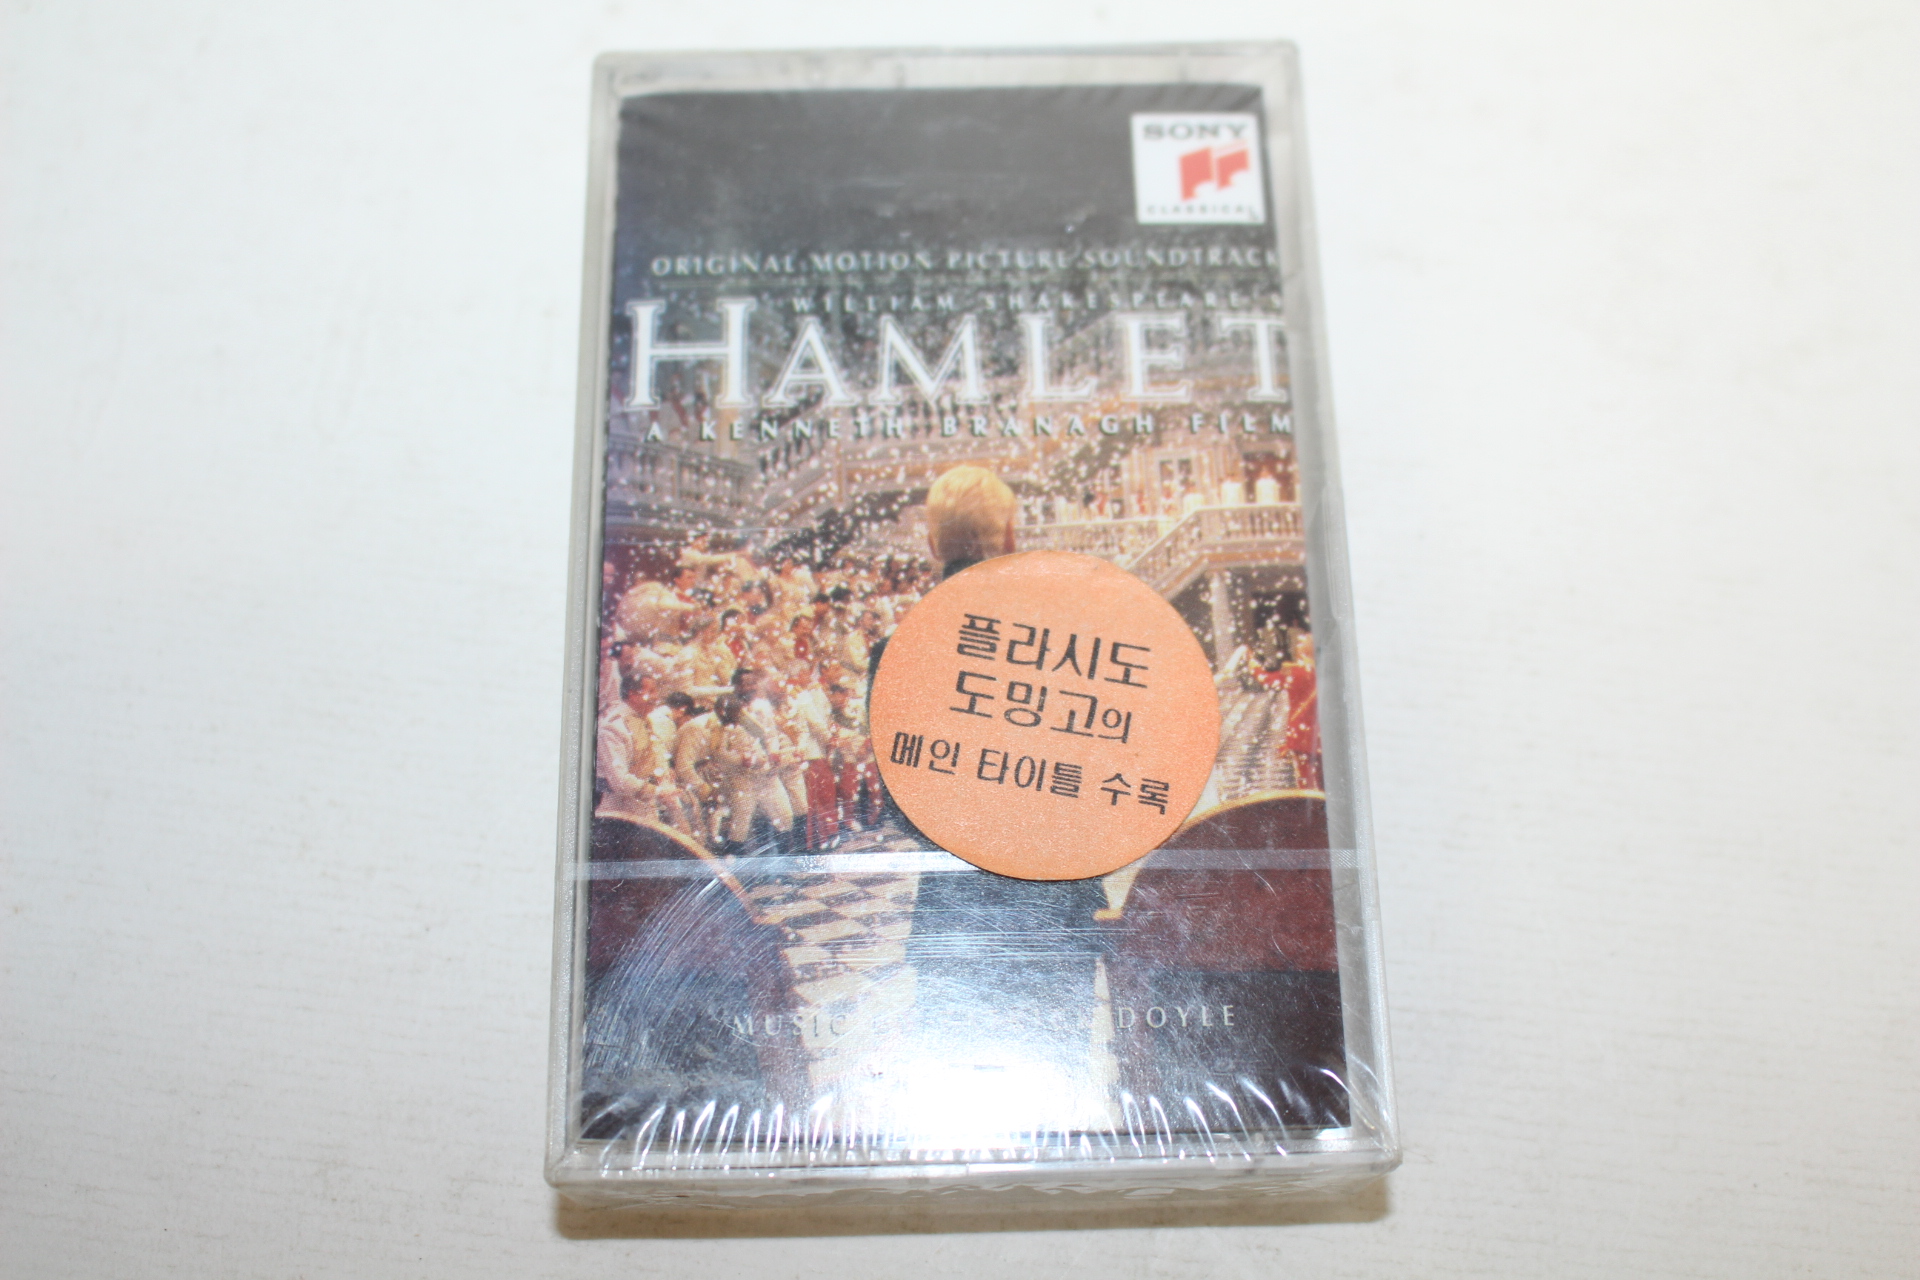 SONY
CLASSICAL
ORIGINAL MOTION PICTURE SOUNDTRACK
WILLIAM SHAKESPEARE'S
HAMLET
A KENNETH BRANAGH FILM
플라시도
도밍고의
메인 타이틀 수록
MUSIC DOYLE